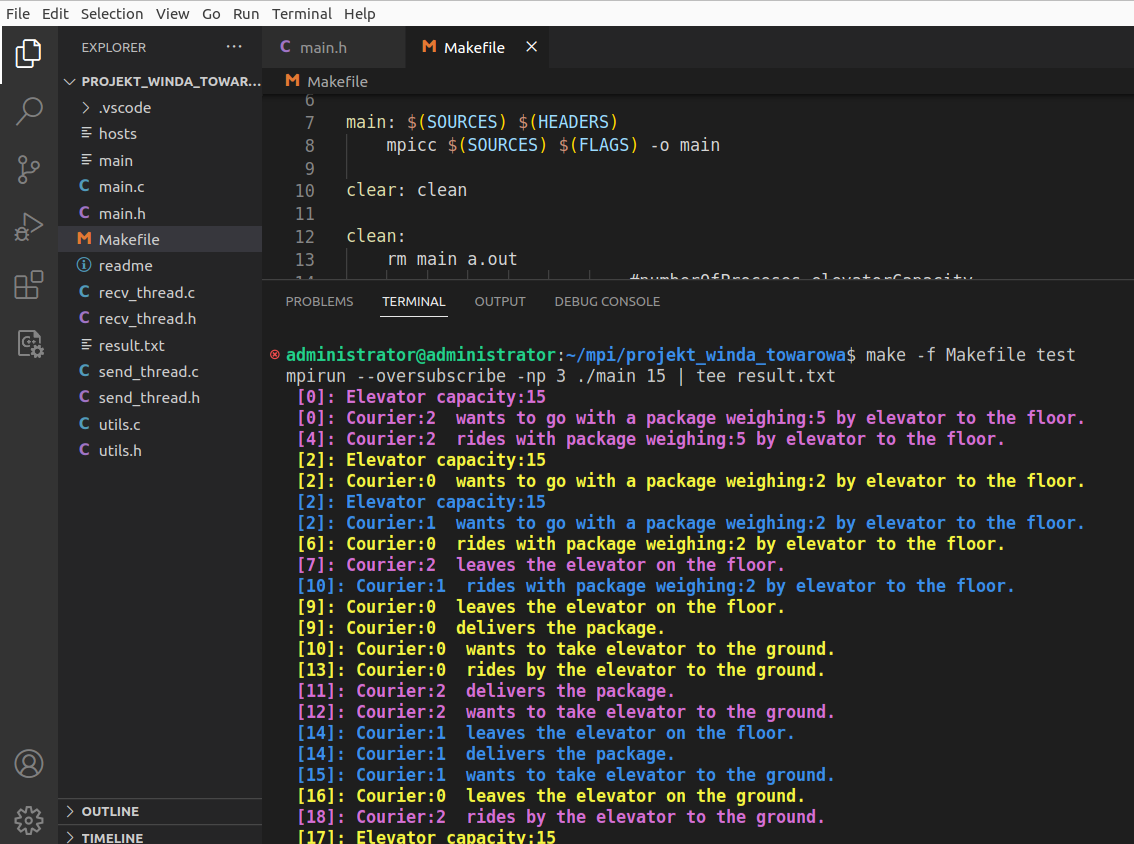 File Edit Selection View Go Run Terminal Help
EXPLORER ···
PROJEKT_WINDA_TOWAR...
.vscode
hosts
main
C main.c
C main.h
M Makefile
readme
C recv_thread.c
C recv_thread.h
result.txt
C send_thread.c
C send_thread.h
C utils.c
C utils.h
OUTLINE
TIMELINE
C main.h M Makefile ×
M Makefile
6
7 main: $(SOURCES) $(HEADERS)
8 mpicc $(SOURCES) $(FLAGS) -o main
9
10 clear: clean
11
12 clean:
13 rm main a.out
14 #numberOfProceses elevatorCapacity
PROBLEMS TERMINAL OUTPUT DEBUG CONSOLE
administrator@administrator:~/mpi/projekt_winda_towarowa$ make -f Makefile test
mpirun --oversubscribe -np 3 ./main 15 | tee result.txt
[0]: Elevator capacity:15
[0]: Courier:2 wants to go with a package weighing:5 by elevator to the floor.
[4]: Courier:2 rides with package weighing:5 by elevator to the floor.
[2]: Elevator capacity:15
[2]: Courier:0 wants to go with a package weighing:2 by elevator to the floor.
[2]: Elevator capacity:15
[2]: Courier:1 wants to go with a package weighing:2 by elevator to the floor.
[6]: Courier:0 rides with package weighing:2 by elevator to the floor.
[7]: Courier:2 leaves the elevator on the floor.
[10]: Courier:1 rides with package weighing:2 by elevator to the floor.
[9]: Courier:0 leaves the elevator on the floor.
[9]: Courier:0 delivers the package.
[10]: Courier:0 wants to take elevator to the ground.
[13]: Courier:0 rides by the elevator to the ground.
[11]: Courier:2 delivers the package.
[12]: Courier:2 wants to take elevator to the ground.
[14]: Courier:1 leaves the elevator on the floor.
[14]: Courier:1 delivers the package.
[15]: Courier:1 wants to take elevator to the ground.
[16]: Courier:0 leaves the elevator on the ground.
[18]: Courier:2 rides by the elevator to the ground.
[17]: Elevator capacity:15